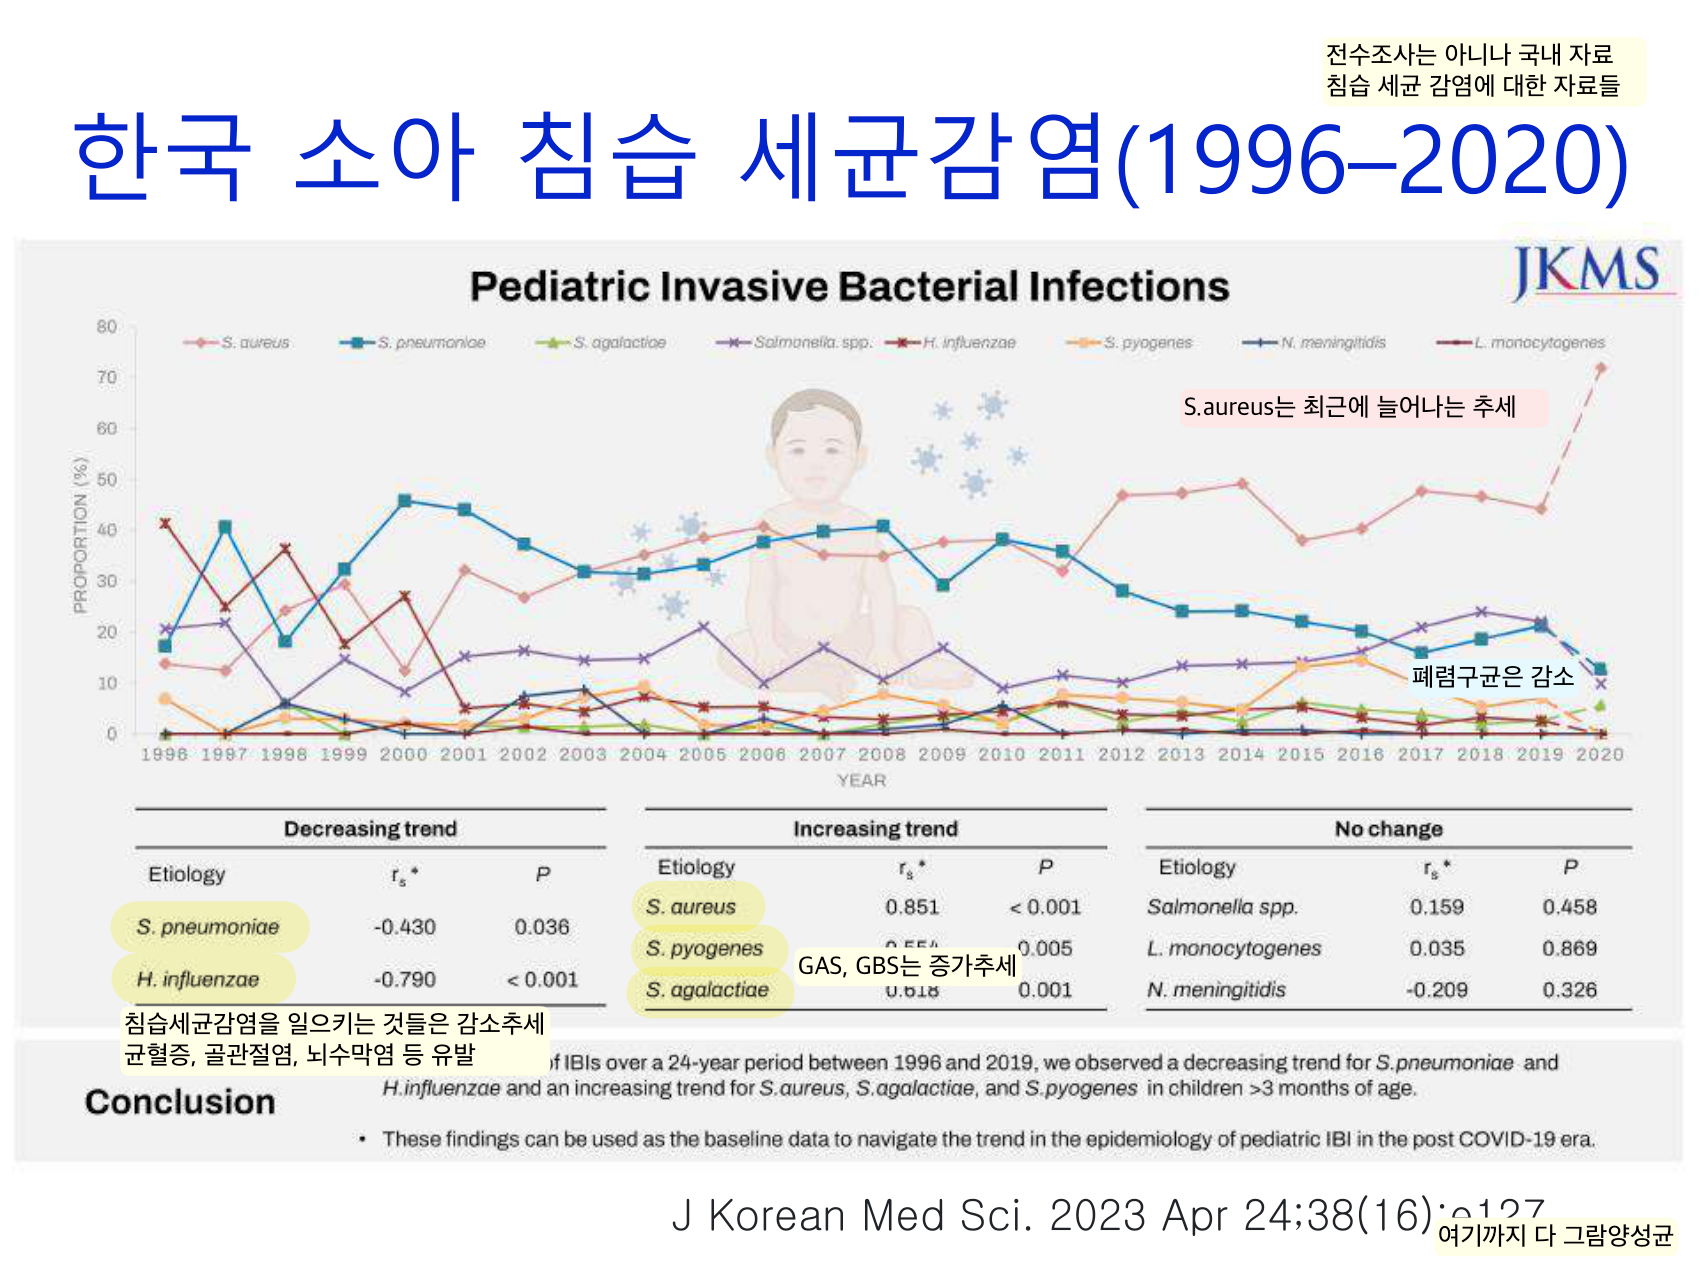 전수조사는 아니나 국내 자료
침습 세균 감염에 대한 자료들
한국 소아 침습 세균감염(1996–2020)
JKMS
Pediatric Invasive Bacterial Infections
S. aureus S. pneumoniae S. agalactiae Salmonella. spp. H. influenzae S. pyogenes N. meningitidis L. monocytogenes
PROPORTION (%)
80
70
60
50
40
30
20
10
0
S.aureus는 최근에 늘어나는 추세
폐렴구균은 감소
1996 1997 1998 1999 2000 2001 2002 2003 2004 2005 2006 2007 2008 2009 2010 2011 2012 2013 2014 2015 2016 2017 2018 2019 2020
YEAR
Decreasing trend
Etiology rs* P
S. pneumoniae -0.430 0.036
H. influenzae -0.790 < 0.001
Increasing trend
Etiology rs* P
S. aureus 0.851 < 0.001
S. pyogenes 0.005
GAS, GBS는 증가추세
S. agalactiae 0.618 0.001
No change
Etiology rs* P
Salmonella spp. 0.159 0.458
L. monocytogenes 0.035 0.869
N. meningitidis -0.209 0.326
침습세균감염을 일으키는 것들은 감소추세
균혈증, 골관절염, 뇌수막염 등 유발
Conclusion
of IBIs over a 24-year period between 1996 and 2019, we observed a decreasing trend for S.pneumoniae and
H.influenzae and an increasing trend for S.aureus, S.agalactiae, and S.pyogenes in children >3 months of age.
• These findings can be used as the baseline data to navigate the trend in the epidemiology of pediatric IBI in the post COVID-19 era.
J Korean Med Sci. 2023 Apr 24;38(16):e127
여기까지 다 그람양성균